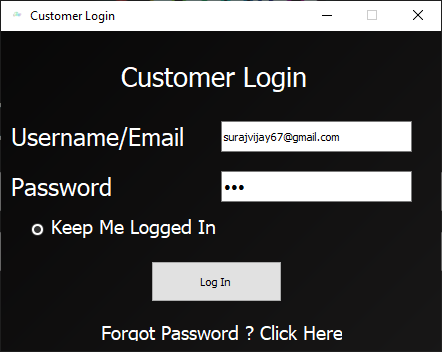 Customer Login
Customer Login
Username/Email surajvijay67@gmail.com
Password •••
Keep Me Logged In
Log In
Forgot Password ? Click Here